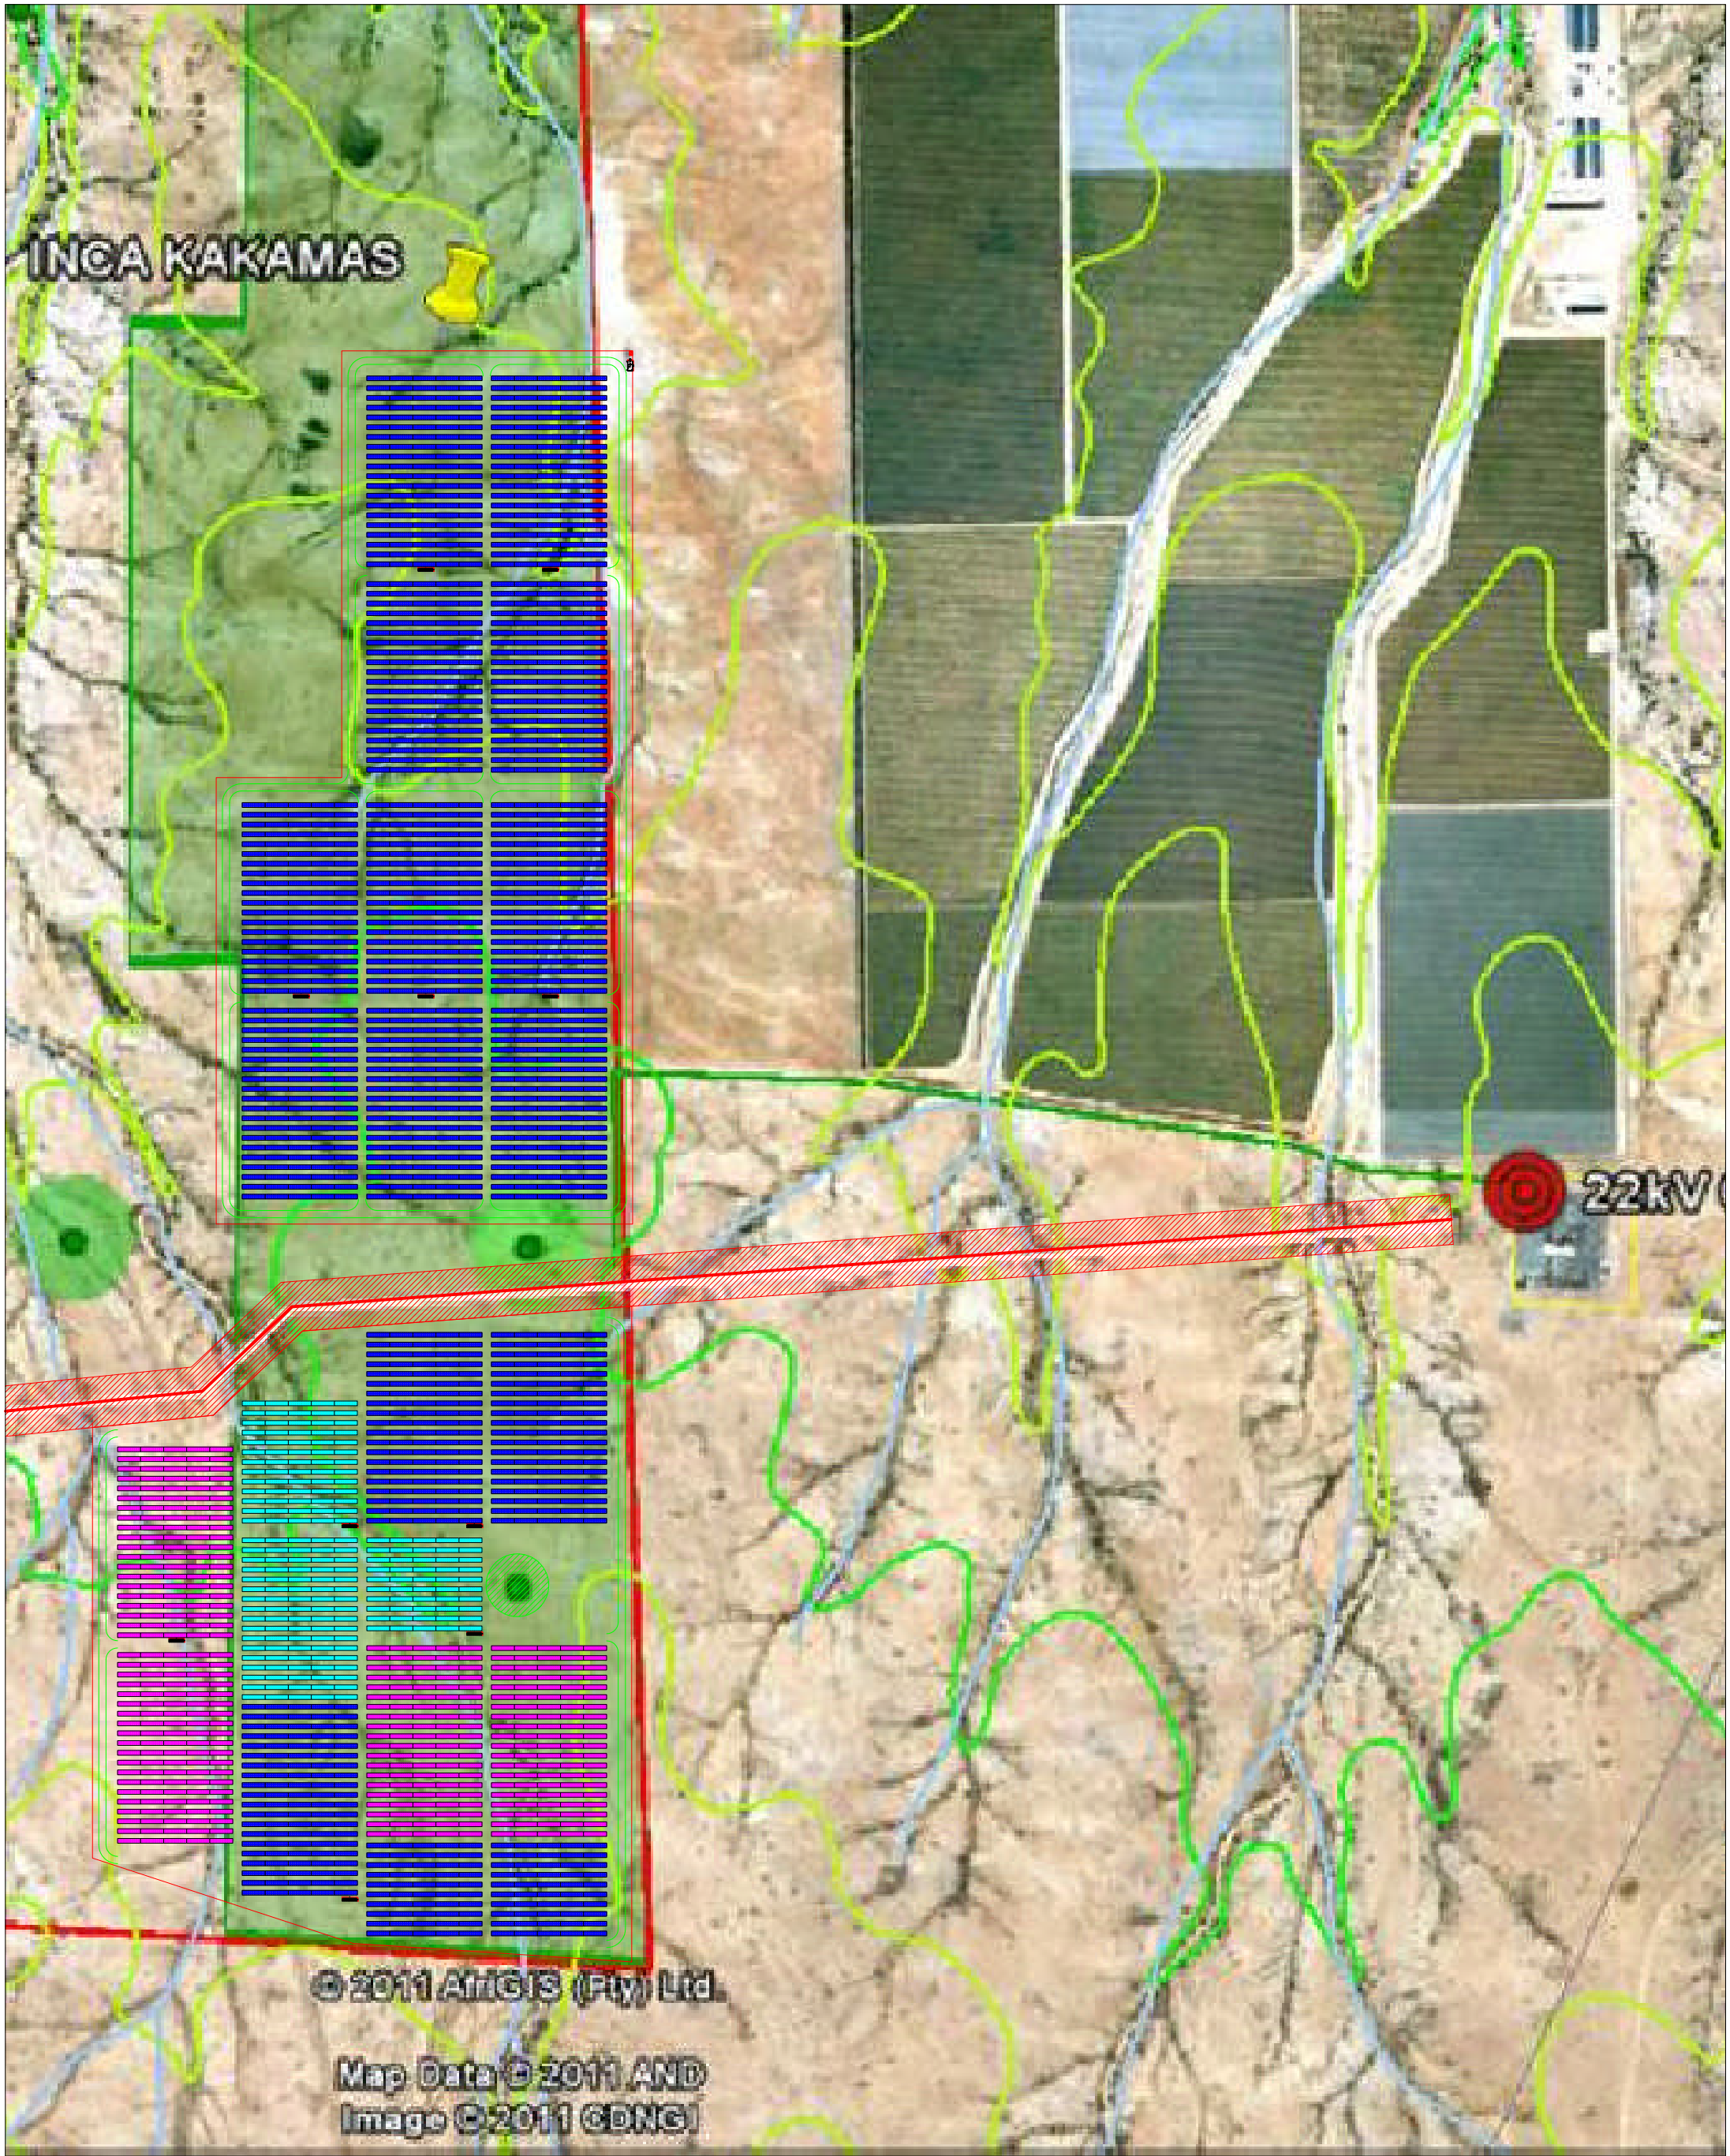 INCA KAKAMAS
22kV
© 2011 AfriGIS (Pty) Ltd.
Map Data © 2011 AND
Image © 2011 CDNGI